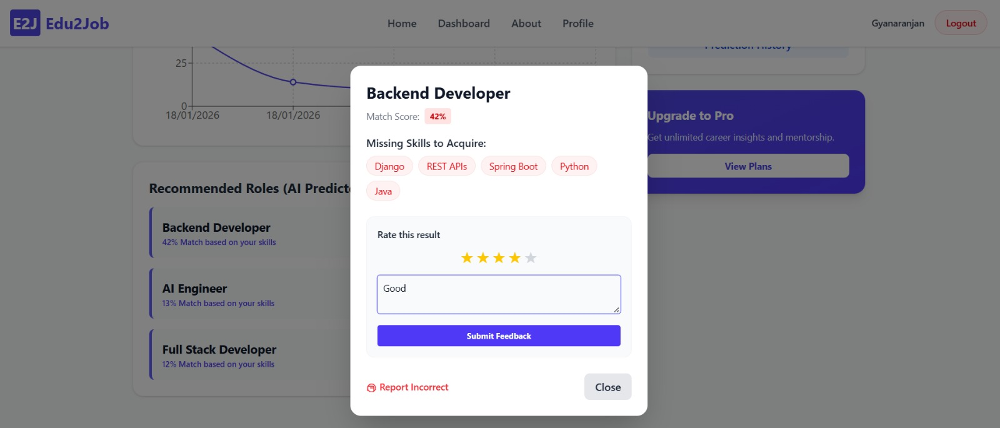 E2J Edu2Job Home Dashboard About Profile Gyanaranjan Logout
Prediction History
25
0
18/01/2026 18/01/2026
Recommended Roles (AI
Backend Developer
42% Match based on your skills
AI Engineer
13% Match based on your skills
Full Stack Developer
12% Match based on your skills
Backend Developer
Match Score: 42%
Missing Skills to Acquire:
Django REST APIs Spring Boot Python
Java
Rate this result
★★★★★
Good
Submit Feedback
Report Incorrect Close
Upgrade to Pro
Get unlimited career insights and mentorship.
View Plans